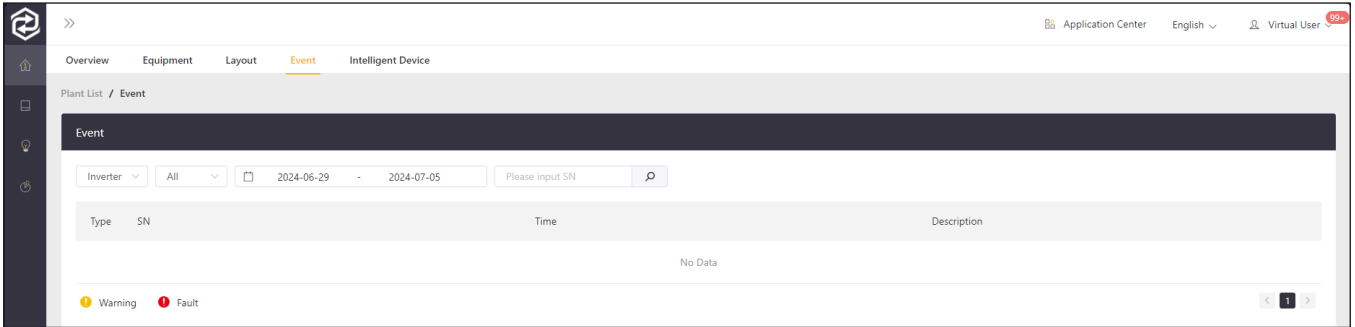 Application Center English Virtual User 99+
Overview Equipment Layout Event Intelligent Device
Plant List / Event
Event
Inverter All 2024-06-29 - 2024-07-05 Please input SN
Type SN Time Description
No Data
Warning Fault 1